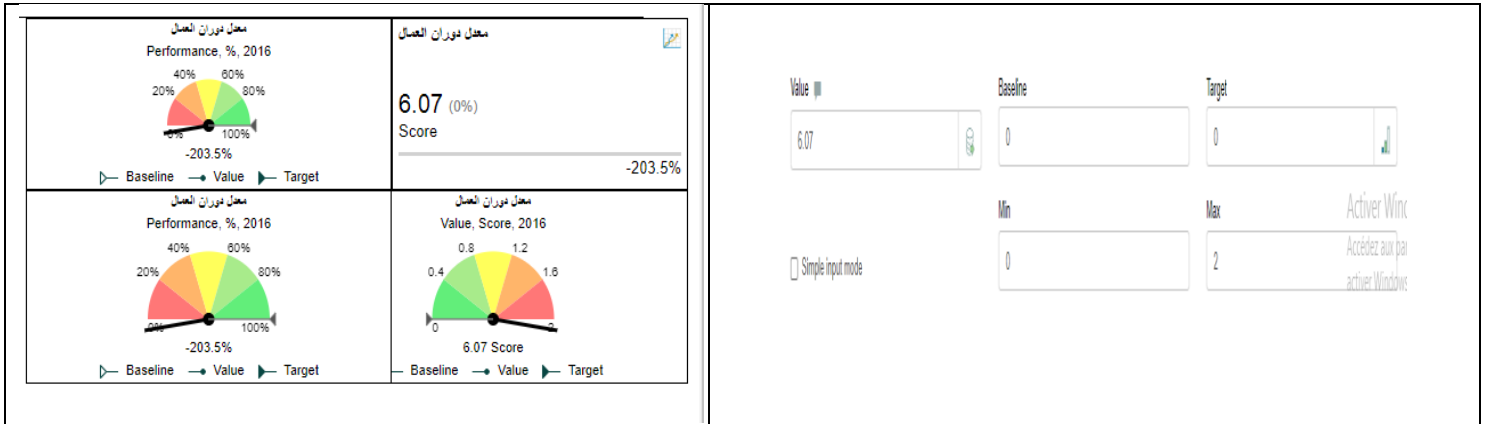 معدل دوران العمال
Performance, %, 2016
40% 60%
20% 80%
0% 100%
-203.5%
Baseline Value Target
معدل دوران العمال
6.07 (0%)
Score
-203.5%
معدل دوران العمال
Performance, %, 2016
40% 60%
20% 80%
0% 100%
-203.5%
Baseline Value Target
معدل دوران العمال
Value, Score, 2016
0.8 1.2
0.4 1.6
0 2
6.07 Score
Baseline Value Target
Value Baseline Target
6.07 0 0
Min Max
Simple input mode 0 2
Activer Winc
Accédez aux par
activer Windows